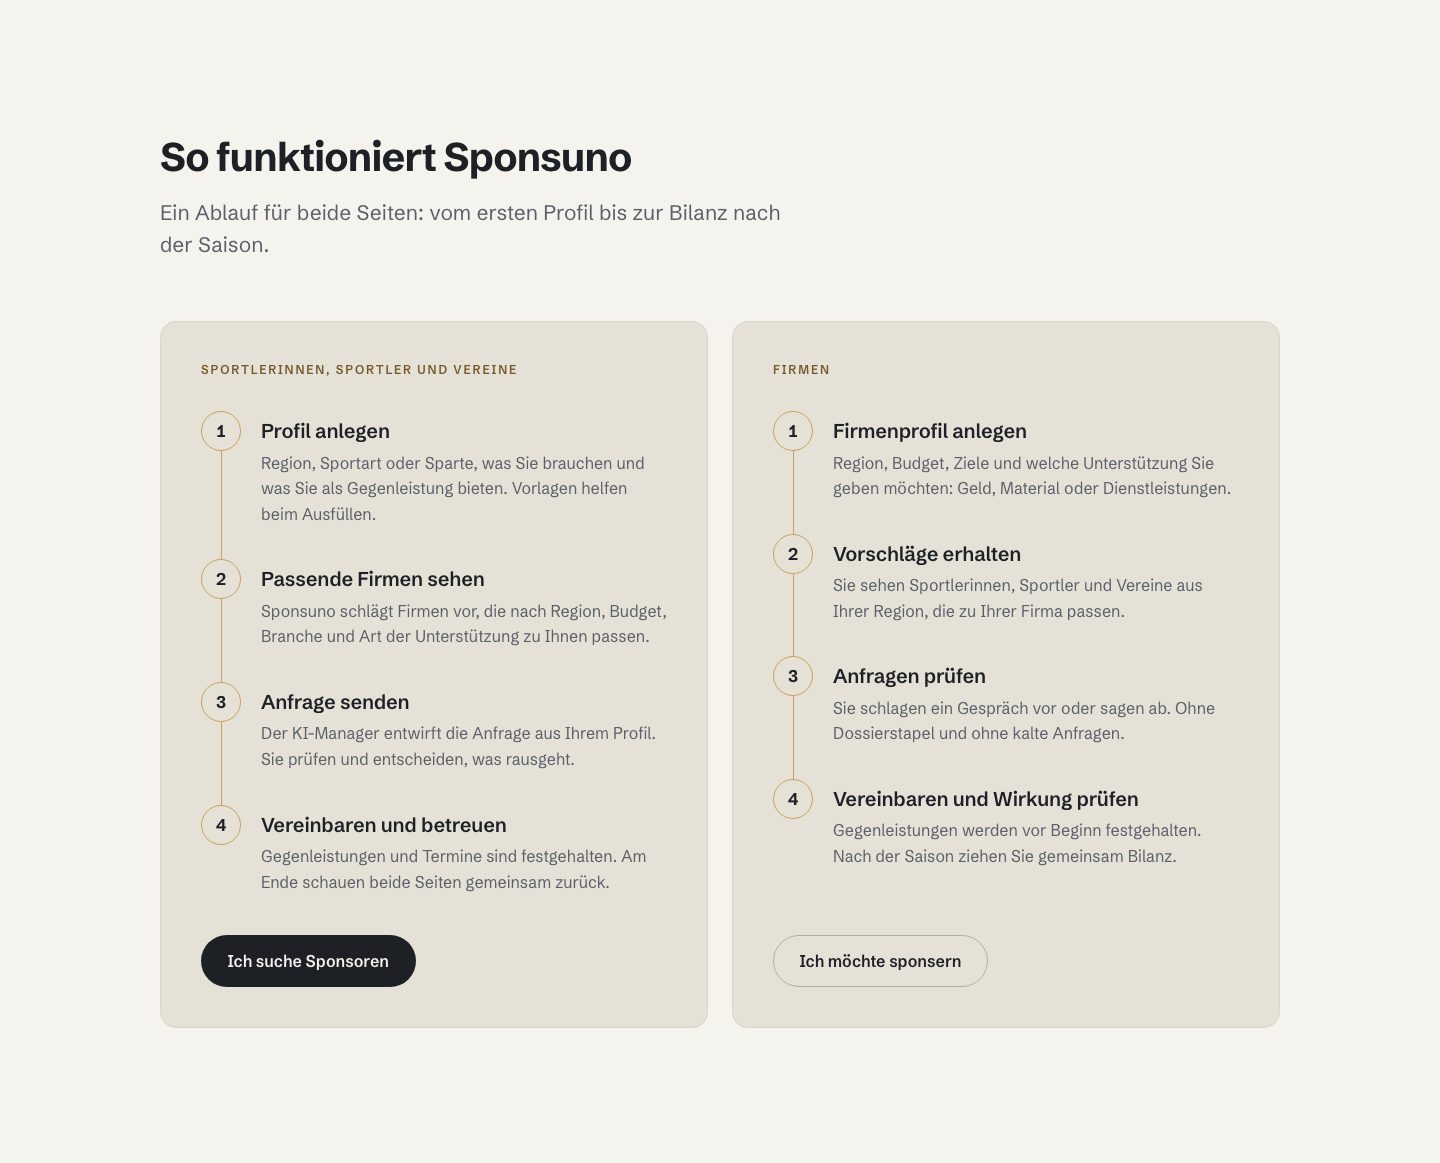 So funktioniert Sponsuno
Ein Ablauf für beide Seiten: vom ersten Profil bis zur Bilanz nach
der Saison.
SPORTLERINNEN, SPORTLER UND VEREINE
1
Profil anlegen
Region, Sportart oder Sparte, was Sie brauchen und
was Sie als Gegenleistung bieten. Vorlagen helfen
beim Ausfüllen.
2
Passende Firmen sehen
Sponsuno schlägt Firmen vor, die nach Region, Budget,
Branche und Art der Unterstützung zu Ihnen passen.
3
Anfrage senden
Der KI-Manager entwirft die Anfrage aus Ihrem Profil.
Sie prüfen und entscheiden, was rausgeht.
4
Vereinbaren und betreuen
Gegenleistungen und Termine sind festgehalten. Am
Ende schauen beide Seiten gemeinsam zurück.
Ich suche Sponsoren
FIRMEN
1
Firmenprofil anlegen
Region, Budget, Ziele und welche Unterstützung Sie
geben möchten: Geld, Material oder Dienstleistungen.
2
Vorschläge erhalten
Sie sehen Sportlerinnen, Sportler und Vereine aus
Ihrer Region, die zu Ihrer Firma passen.
3
Anfragen prüfen
Sie schlagen ein Gespräch vor oder sagen ab. Ohne
Dossierstapel und ohne kalte Anfragen.
4
Vereinbaren und Wirkung prüfen
Gegenleistungen werden vor Beginn festgehalten.
Nach der Saison ziehen Sie gemeinsam Bilanz.
Ich möchte sponsern